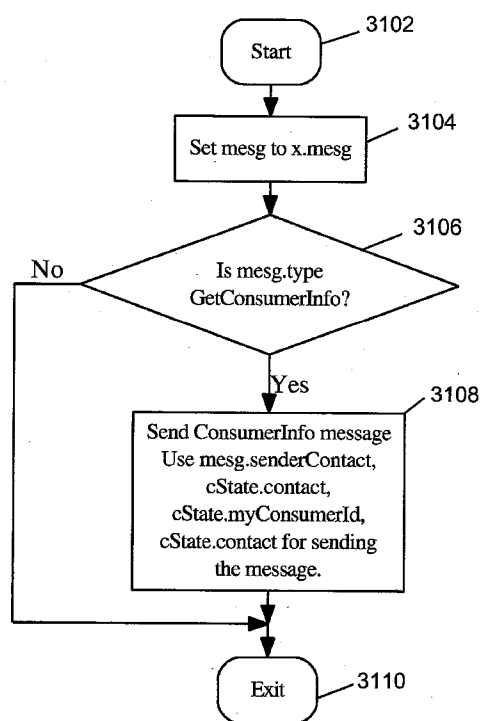 3102
Start
3104
Set mesg to x.mesg
3106
No
Is mesg.type
GetConsumerInfo?
Yes
3108
Send ConsumerInfo message
Use mesg.senderContact,
cState.contact,
cState.myConsumerId,
cState.contact for sending
the message.
Exit
3110